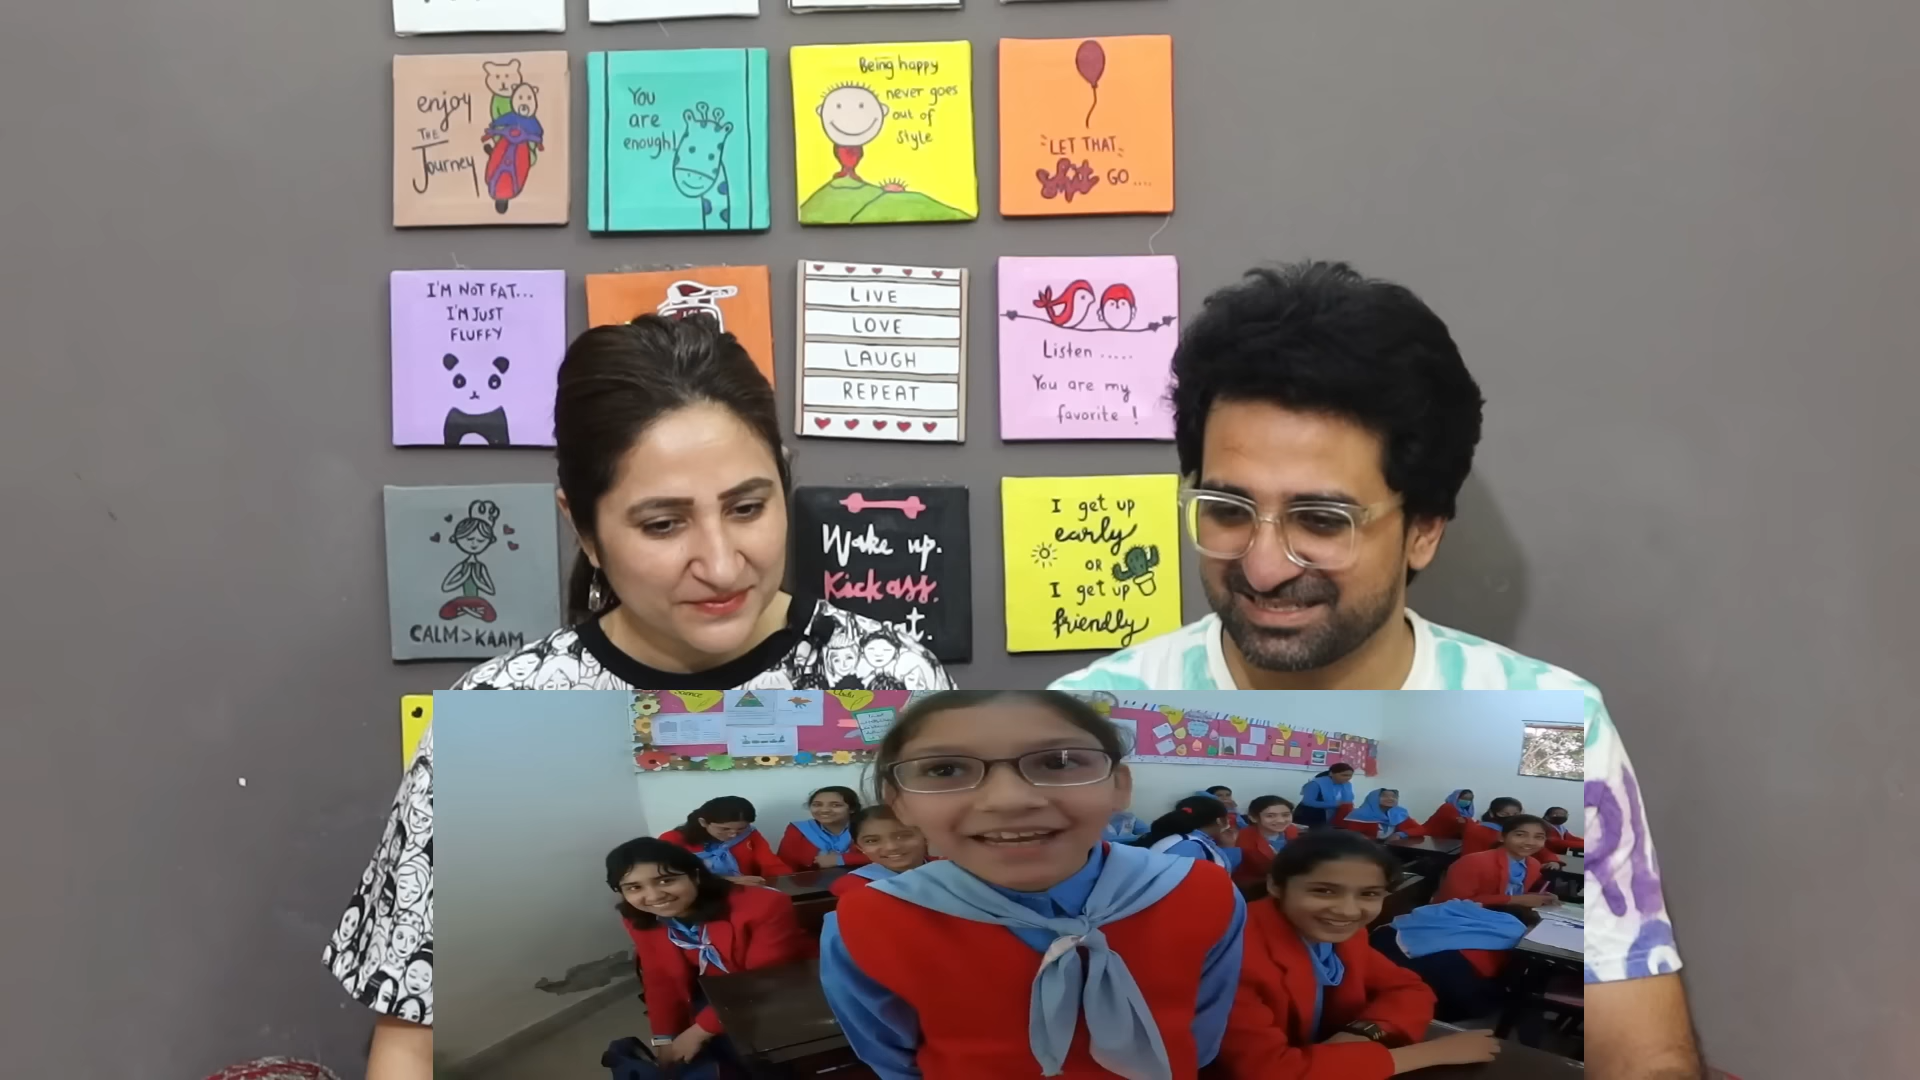 enjoy
THE
Journey
You
are
enough!
Being happy
never goes
out of
style
"LET THAT
shit GO....
I'M NOT FAT...
I'M JUST
FLUFFY
LIVE
LOVE
LAUGH
REPEAT
Listen .....
You are my
favorite !
CALM>KAAM
Wake up.
Kick ass.
I get up
early
OR
I get up
friendly
Science